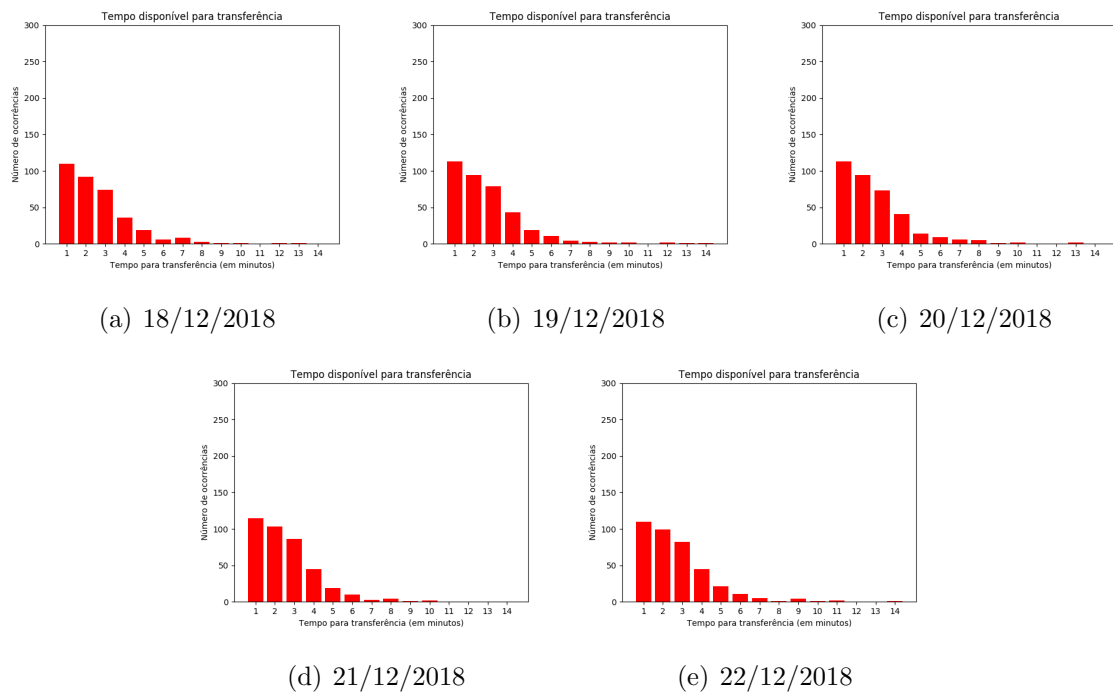 Tempo disponível para transferência
300
250
200
150
100
50
0
Número de ocorrências
1 2 3 4 5 6 7 8 9 10 11 12 13 14
Tempo para transferência (em minutos)
(a) 18/12/2018
Tempo disponível para transferência
300
250
200
150
100
50
0
Número de ocorrências
1 2 3 4 5 6 7 8 9 10 11 12 13 14
Tempo para transferência (em minutos)
(b) 19/12/2018
Tempo disponível para transferência
300
250
200
150
100
50
0
Número de ocorrências
1 2 3 4 5 6 7 8 9 10 11 12 13 14
Tempo para transferência (em minutos)
(c) 20/12/2018
Tempo disponível para transferência
300
250
200
150
100
50
0
Número de ocorrências
1 2 3 4 5 6 7 8 9 10 11 12 13 14
Tempo para transferência (em minutos)
(d) 21/12/2018
Tempo disponível para transferência
300
250
200
150
100
50
0
Número de ocorrências
1 2 3 4 5 6 7 8 9 10 11 12 13 14
Tempo para transferência (em minutos)
(e) 22/12/2018